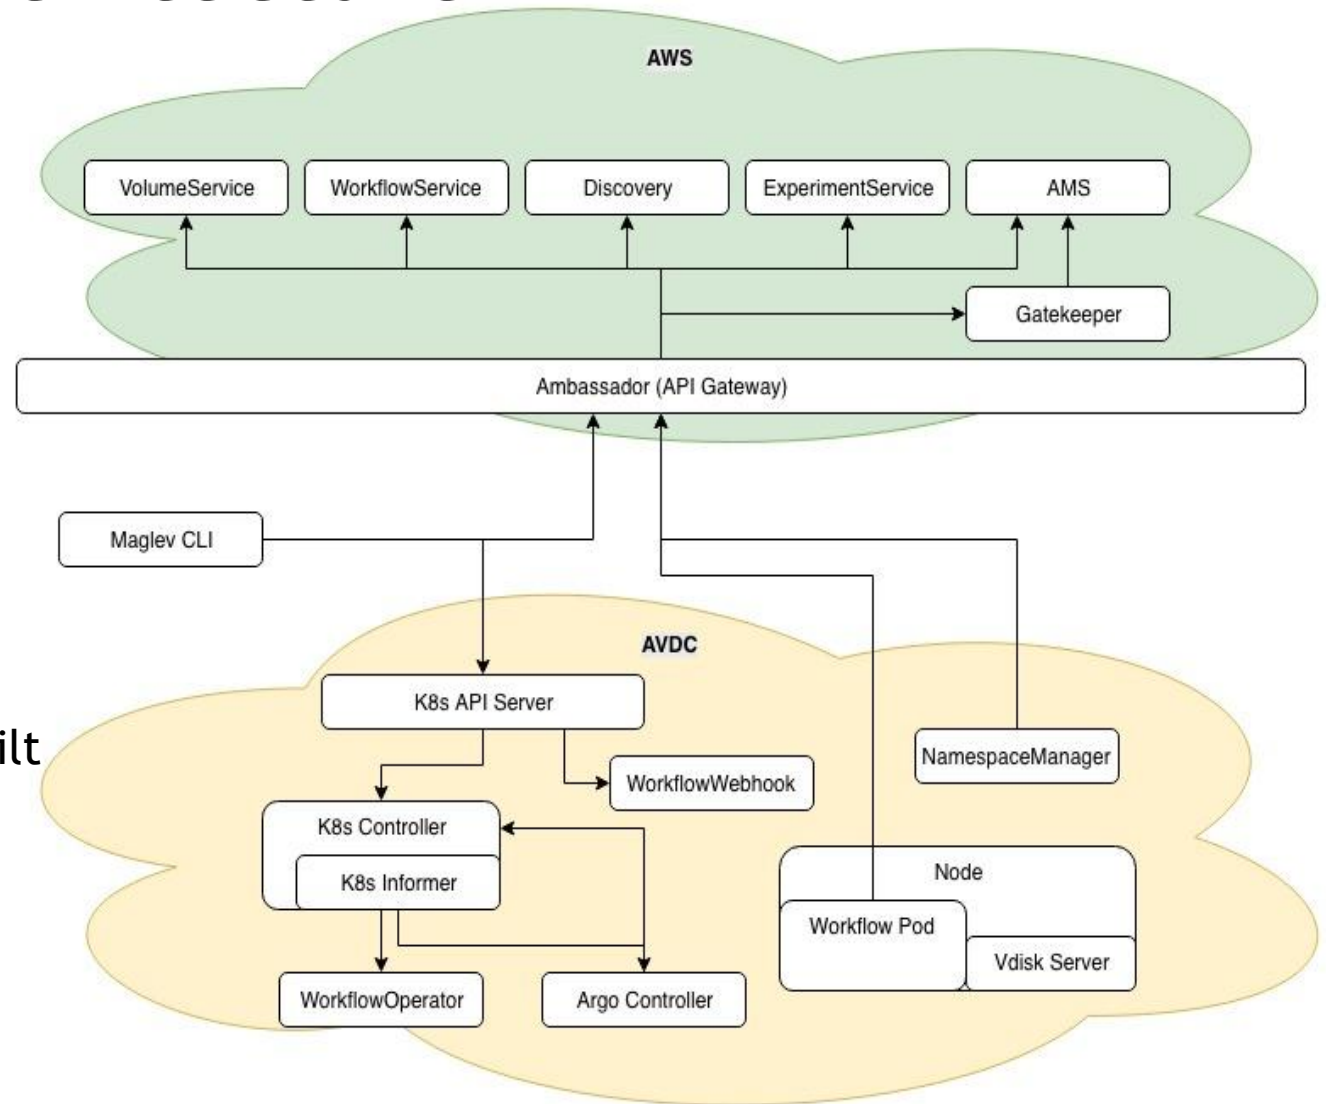 AWS
VolumeService
WorkflowService
Discovery
ExperimentService
AMS
Gatekeeper
Ambassador (API Gateway)
Maglev CLI
AVDC
K8s API Server
ilt
WorkflowWebhook
NamespaceManager
K8s Controller
K8s Informer
Node
Workflow Pod
Vdisk Server
WorkflowOperator
Argo Controller